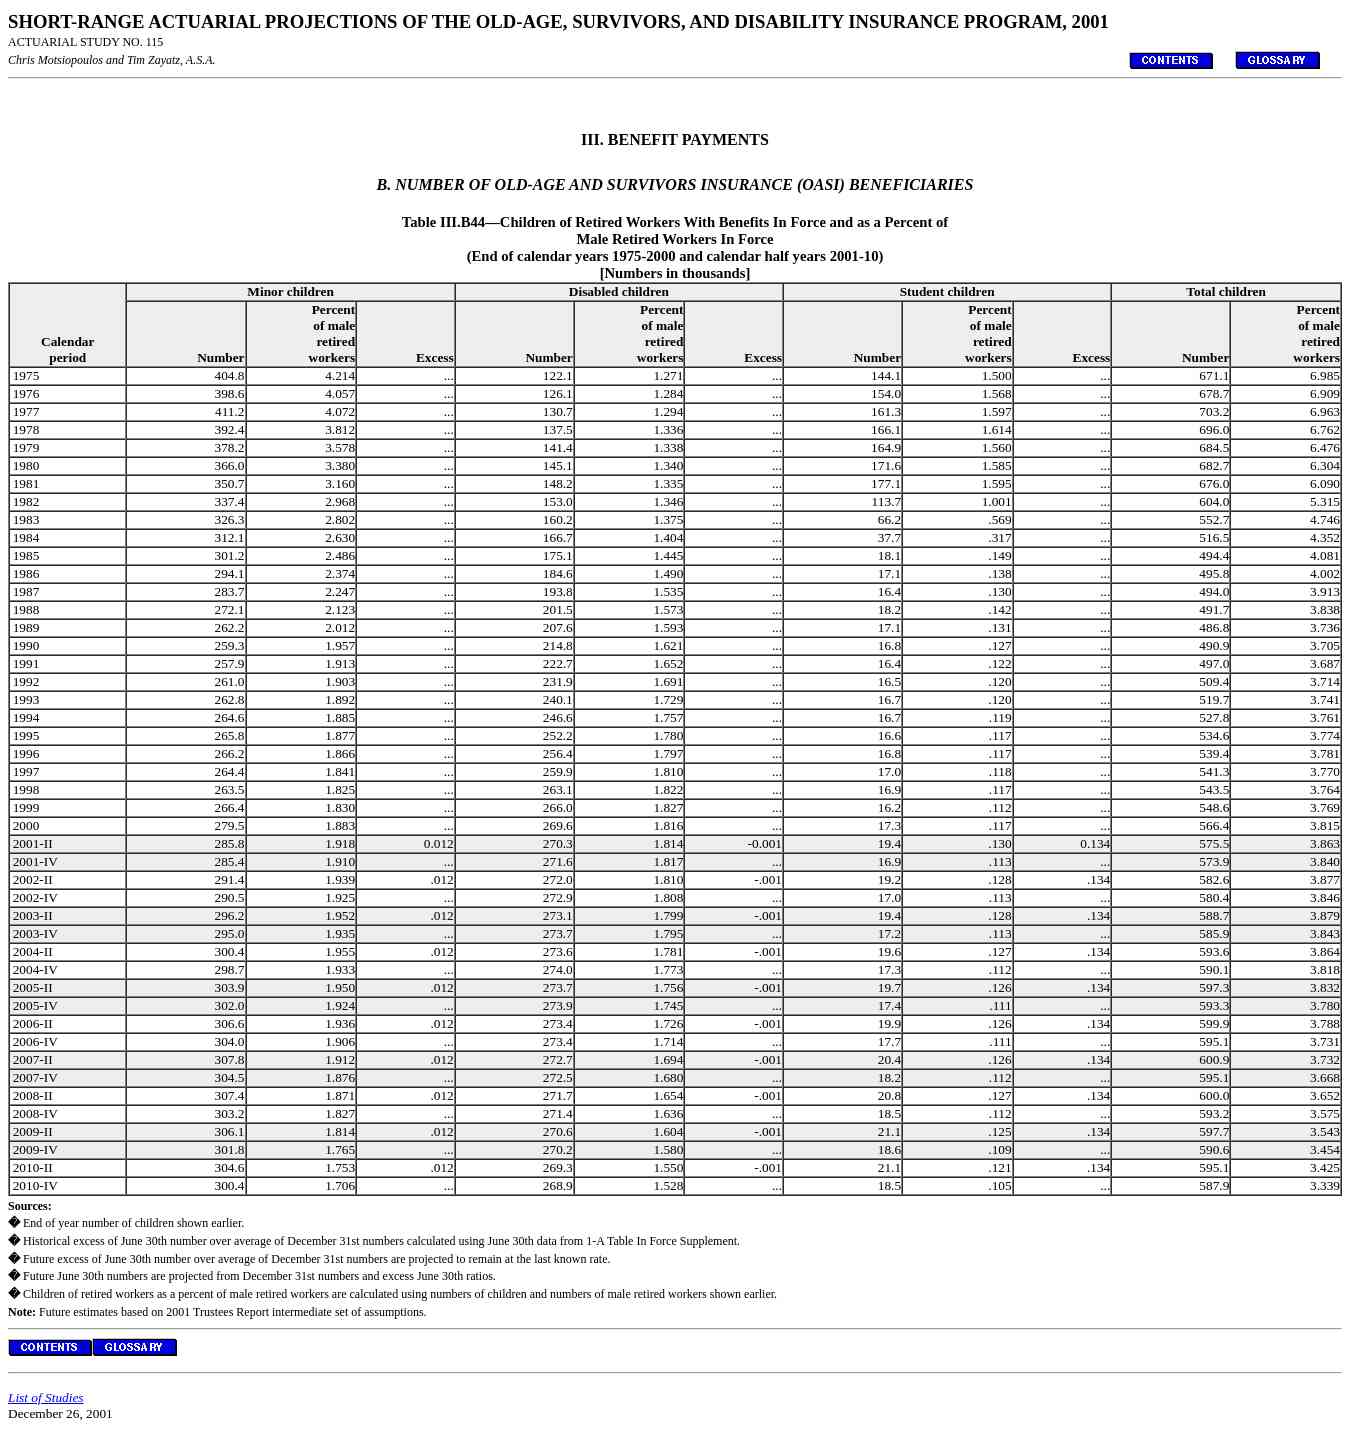 SHORT-RANGE ACTUARIAL PROJECTIONS OF THE OLD-AGE, SURVIVORS, AND DISABILITY INSURANCE PROGRAM, 2001
ACTUARIAL STUDY NO. 115
Chris Motsiopoulos and Tim Zayatz, A.S.A.
CONTENTS GLOSSARY
III. BENEFIT PAYMENTS
B. NUMBER OF OLD-AGE AND SURVIVORS INSURANCE (OASI) BENEFICIARIES
Table III.B44—Children of Retired Workers With Benefits In Force and as a Percent of
Male Retired Workers In Force
(End of calendar years 1975-2000 and calendar half years 2001-10)
[Numbers in thousands]
Calendar period Minor children Disabled children Student children Total children
Number Percent of male retired workers Excess Number Percent of male retired workers Excess Number Percent of male retired workers Excess Number Percent of male retired workers
1975 404.8 4.214 ... 122.1 1.271 ... 144.1 1.500 ... 671.1 6.985
1976 398.6 4.057 ... 126.1 1.284 ... 154.0 1.568 ... 678.7 6.909
1977 411.2 4.072 ... 130.7 1.294 ... 161.3 1.597 ... 703.2 6.963
1978 392.4 3.812 ... 137.5 1.336 ... 166.1 1.614 ... 696.0 6.762
1979 378.2 3.578 ... 141.4 1.338 ... 164.9 1.560 ... 684.5 6.476
1980 366.0 3.380 ... 145.1 1.340 ... 171.6 1.585 ... 682.7 6.304
1981 350.7 3.160 ... 148.2 1.335 ... 177.1 1.595 ... 676.0 6.090
1982 337.4 2.968 ... 153.0 1.346 ... 113.7 1.001 ... 604.0 5.315
1983 326.3 2.802 ... 160.2 1.375 ... 66.2 .569 ... 552.7 4.746
1984 312.1 2.630 ... 166.7 1.404 ... 37.7 .317 ... 516.5 4.352
1985 301.2 2.486 ... 175.1 1.445 ... 18.1 .149 ... 494.4 4.081
1986 294.1 2.374 ... 184.6 1.490 ... 17.1 .138 ... 495.8 4.002
1987 283.7 2.247 ... 193.8 1.535 ... 16.4 .130 ... 494.0 3.913
1988 272.1 2.123 ... 201.5 1.573 ... 18.2 .142 ... 491.7 3.838
1989 262.2 2.012 ... 207.6 1.593 ... 17.1 .131 ... 486.8 3.736
1990 259.3 1.957 ... 214.8 1.621 ... 16.8 .127 ... 490.9 3.705
1991 257.9 1.913 ... 222.7 1.652 ... 16.4 .122 ... 497.0 3.687
1992 261.0 1.903 ... 231.9 1.691 ... 16.5 .120 ... 509.4 3.714
1993 262.8 1.892 ... 240.1 1.729 ... 16.7 .120 ... 519.7 3.741
1994 264.6 1.885 ... 246.6 1.757 ... 16.7 .119 ... 527.8 3.761
1995 265.8 1.877 ... 252.2 1.780 ... 16.6 .117 ... 534.6 3.774
1996 266.2 1.866 ... 256.4 1.797 ... 16.8 .117 ... 539.4 3.781
1997 264.4 1.841 ... 259.9 1.810 ... 17.0 .118 ... 541.3 3.770
1998 263.5 1.825 ... 263.1 1.822 ... 16.9 .117 ... 543.5 3.764
1999 266.4 1.830 ... 266.0 1.827 ... 16.2 .112 ... 548.6 3.769
2000 279.5 1.883 ... 269.6 1.816 ... 17.3 .117 ... 566.4 3.815
2001-II 285.8 1.918 0.012 270.3 1.814 -0.001 19.4 .130 0.134 575.5 3.863
2001-IV 285.4 1.910 ... 271.6 1.817 ... 16.9 .113 ... 573.9 3.840
2002-II 291.4 1.939 .012 272.0 1.810 -.001 19.2 .128 .134 582.6 3.877
2002-IV 290.5 1.925 ... 272.9 1.808 ... 17.0 .113 ... 580.4 3.846
2003-II 296.2 1.952 .012 273.1 1.799 -.001 19.4 .128 .134 588.7 3.879
2003-IV 295.0 1.935 ... 273.7 1.795 ... 17.2 .113 ... 585.9 3.843
2004-II 300.4 1.955 .012 273.6 1.781 -.001 19.6 .127 .134 593.6 3.864
2004-IV 298.7 1.933 ... 274.0 1.773 ... 17.3 .112 ... 590.1 3.818
2005-II 303.9 1.950 .012 273.7 1.756 -.001 19.7 .126 .134 597.3 3.832
2005-IV 302.0 1.924 ... 273.9 1.745 ... 17.4 .111 ... 593.3 3.780
2006-II 306.6 1.936 .012 273.4 1.726 -.001 19.9 .126 .134 599.9 3.788
2006-IV 304.0 1.906 ... 273.4 1.714 ... 17.7 .111 ... 595.1 3.731
2007-II 307.8 1.912 .012 272.7 1.694 -.001 20.4 .126 .134 600.9 3.732
2007-IV 304.5 1.876 ... 272.5 1.680 ... 18.2 .112 ... 595.1 3.668
2008-II 307.4 1.871 .012 271.7 1.654 -.001 20.8 .127 .134 600.0 3.652
2008-IV 303.2 1.827 ... 271.4 1.636 ... 18.5 .112 ... 593.2 3.575
2009-II 306.1 1.814 .012 270.6 1.604 -.001 21.1 .125 .134 597.7 3.543
2009-IV 301.8 1.765 ... 270.2 1.580 ... 18.6 .109 ... 590.6 3.454
2010-II 304.6 1.753 .012 269.3 1.550 -.001 21.1 .121 .134 595.1 3.425
2010-IV 300.4 1.706 ... 268.9 1.528 ... 18.5 .105 ... 587.9 3.339
Sources:
� End of year number of children shown earlier.
� Historical excess of June 30th number over average of December 31st numbers calculated using June 30th data from 1-A Table In Force Supplement.
� Future excess of June 30th number over average of December 31st numbers are projected to remain at the last known rate.
� Future June 30th numbers are projected from December 31st numbers and excess June 30th ratios.
� Children of retired workers as a percent of male retired workers are calculated using numbers of children and numbers of male retired workers shown earlier.
Note: Future estimates based on 2001 Trustees Report intermediate set of assumptions.
CONTENTS GLOSSARY
List of Studies
December 26, 2001